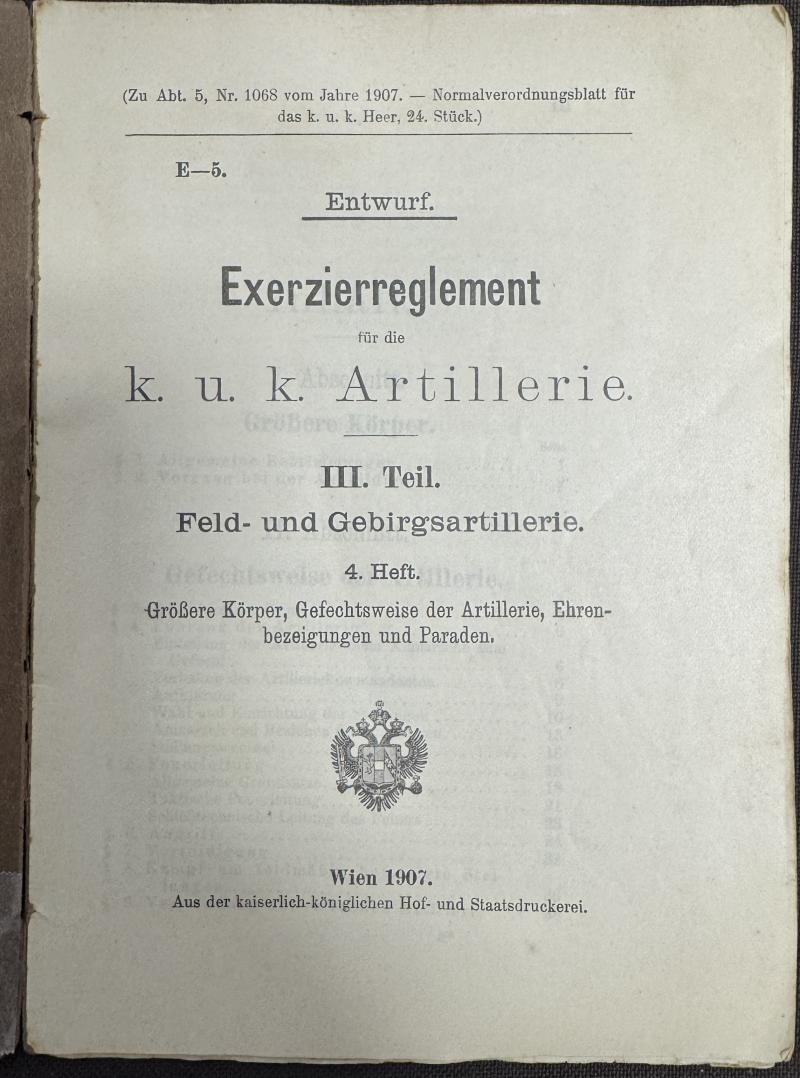 (Zu Abt. 5, Nr. 1068 vom Jahre 1907. — Normalverordnungsblatt für
das k. u. k. Heer, 24. Stück.)
E—5.
Entwurf.
Exerzierreglement
für die
k. u. k. Artillerie.
III. Teil.
Feld- und Gebirgsartillerie.
4. Heft.
Größere Körper, Gefechtsweise der Artillerie, Ehren-
bezeigungen und Paraden.
Wien 1907.
Aus der kaiserlich-königlichen Hof- und Staatsdruckerei.